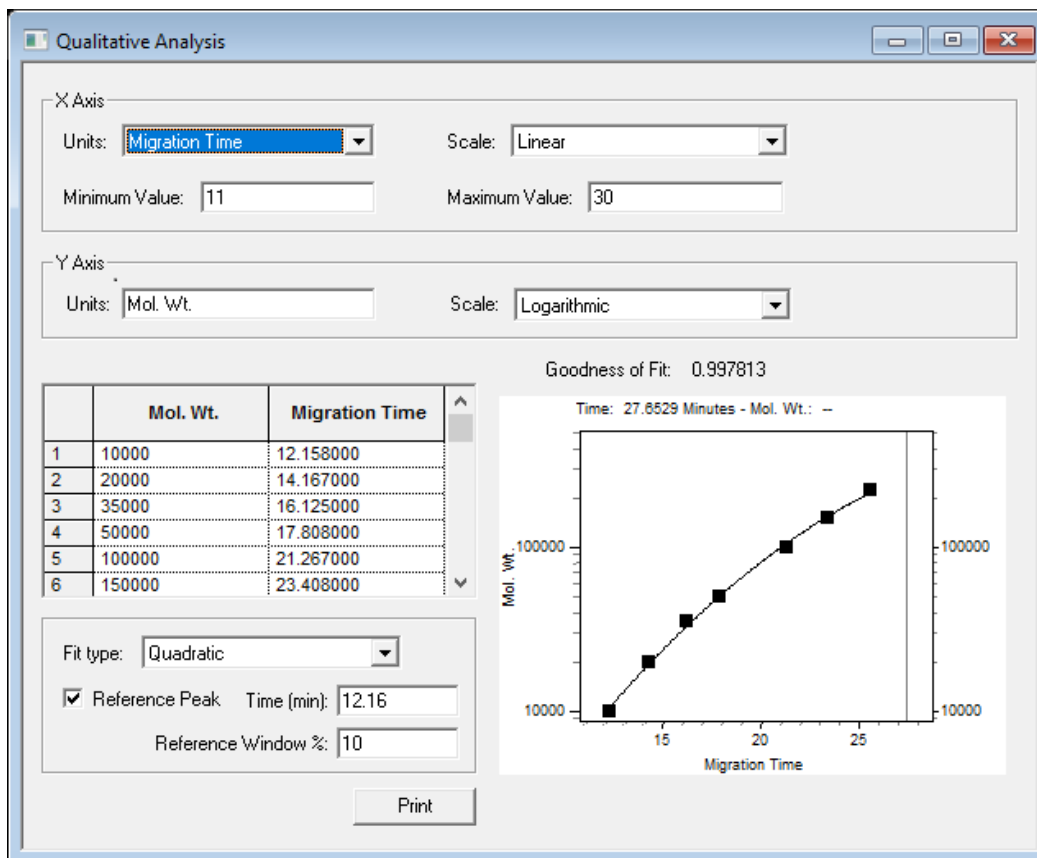 Qualitative Analysis
X Axis
Units: Migration Time Scale: Linear
Minimum Value: 11 Maximum Value: 30
Y Axis
Units: Mol. Wt. Scale: Logarithmic
Goodness of Fit: 0.997813
Mol. Wt. Migration Time
1 10000 12.158000
2 20000 14.167000
3 35000 16.125000
4 50000 17.808000
5 100000 21.267000
6 150000 23.408000
Time: 27.6529 Minutes - Mol. Wt.: --
100000 100000
Mol. Wt.
10000 10000
15 20 25
Migration Time
Fit type: Quadratic
Reference Peak Time (min): 12.16
Reference Window %: 10
Print